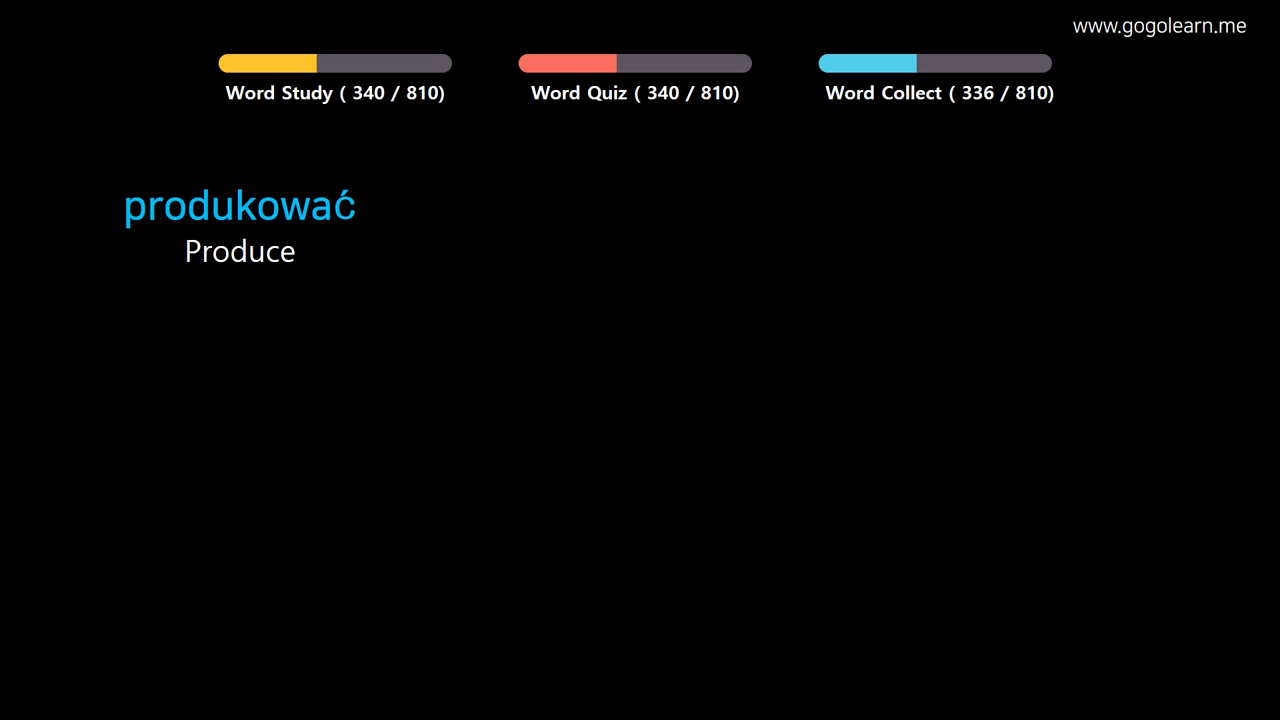 www.gogolearn.me
Word Study ( 340 / 810)
Word Quiz ( 340 / 810)
Word Collect ( 336 / 810)
produkować
Produce